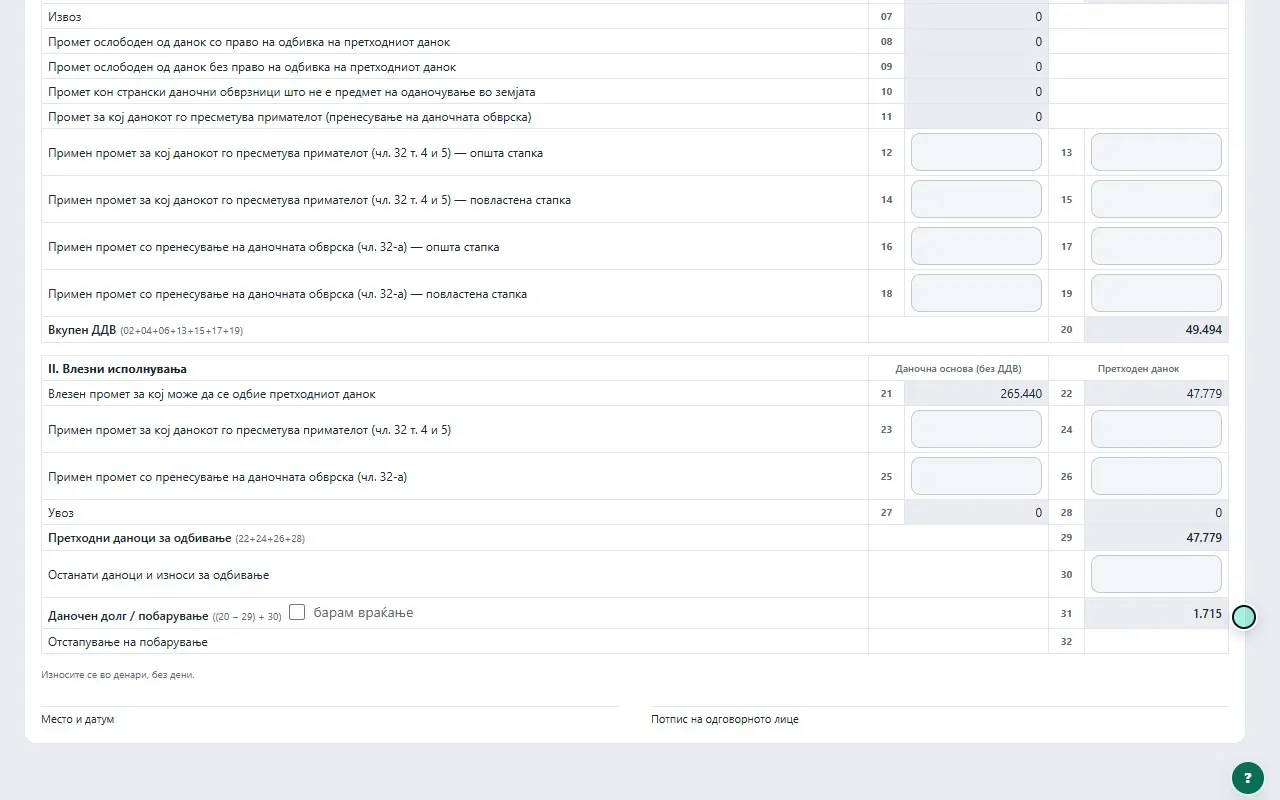 Извоз 07 0
Промет ослободен од данок со право на одбивка на претходниот данок 08 0
Промет ослободен од данок без право на одбивка на претходниот данок 09 0
Промет кон странски даночни обврзници што не е предмет на оданочување во земјата 10 0
Промет за кој данокот го пресметува примателот (пренесување на даночната обврска) 11 0
Примен промет за кој данокот го пресметува примателот (чл. 32 т. 4 и 5) — општа стапка 12 13
Примен промет за кој данокот го пресметува примателот (чл. 32 т. 4 и 5) — повластена стапка 14 15
Примен промет со пренесување на даночната обврска (чл. 32-а) — општа стапка 16 17
Примен промет со пренесување на даночната обврска (чл. 32-а) — повластена стапка 18 19
Вкупен ДДВ (02+04+06+13+15+17+19) 20 49.494
II. Влезни исполнувања Даночна основа (без ДДВ) Претходен данок
Влезен промет за кој може да се одбие претходниот данок 21 265.440 22 47.779
Примен промет за кој данокот го пресметува примателот (чл. 32 т. 4 и 5) 23 24
Примен промет со пренесување на даночната обврска (чл. 32-а) 25 26
Увоз 27 0 28 0
Претходни даноци за одбивање (22+24+26+28) 29 47.779
Останати даноци и износи за одбивање 30
Даночен долг / побарување ((20 − 29) + 30) барам враќање 31 1.715
Отстапување на побарување 32
Износите се во денари, без дени.
Место и датум Потпис на одговорното лице
?